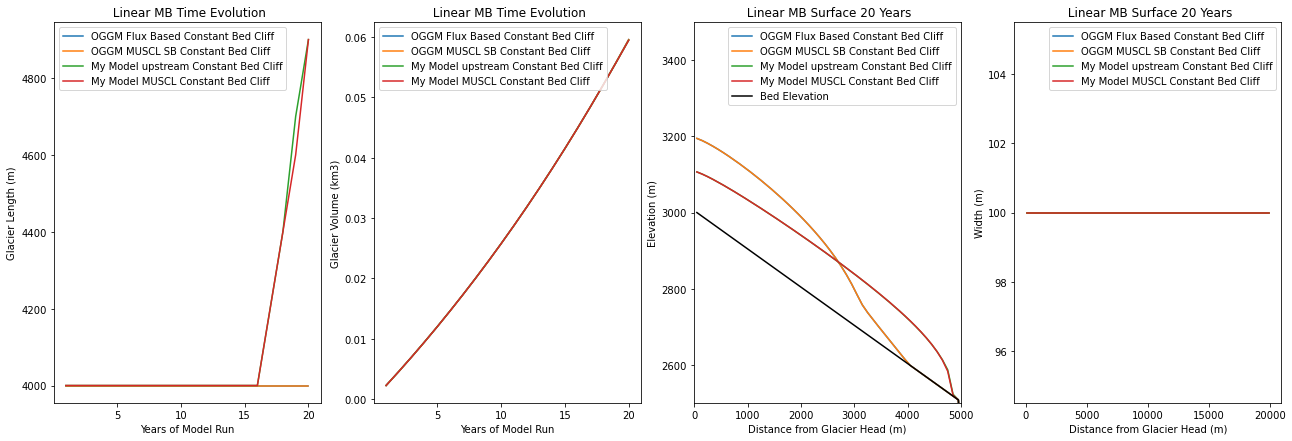 Linear MB Time Evolution
OGGM Flux Based Constant Bed Cliff
OGGM MUSCL SB Constant Bed Cliff
My Model upstream Constant Bed Cliff
My Model MUSCL Constant Bed Cliff
4800
4600
4400
4200
4000
Glacier Length (m)
5
10
15
20
Years of Model Run
Linear MB Time Evolution
OGGM Flux Based Constant Bed Cliff
OGGM MUSCL SB Constant Bed Cliff
My Model upstream Constant Bed Cliff
My Model MUSCL Constant Bed Cliff
0.06
0.05
0.04
0.03
0.02
0.01
0.00
Glacier Volume (km3)
5
10
15
20
Years of Model Run
Linear MB Surface 20 Years
OGGM Flux Based Constant Bed Cliff
OGGM MUSCL SB Constant Bed Cliff
My Model upstream Constant Bed Cliff
My Model MUSCL Constant Bed Cliff
Bed Elevation
3400
3200
3000
2800
2600
Elevation (m)
0
1000
2000
3000
4000
5000
Distance from Glacier Head (m)
Linear MB Surface 20 Years
OGGM Flux Based Constant Bed Cliff
OGGM MUSCL SB Constant Bed Cliff
My Model upstream Constant Bed Cliff
My Model MUSCL Constant Bed Cliff
104
102
100
98
96
Width (m)
0
5000
10000
15000
20000
Distance from Glacier Head (m)